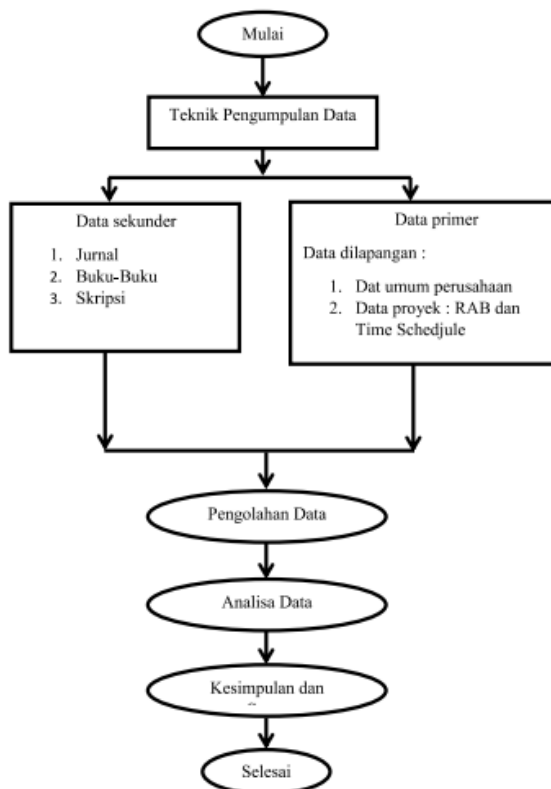 Mulai
Teknik Pengumpulan Data
Data sekunder
1. Jurnal
2. Buku-Buku
3. Skripsi
Data primer
Data dilapangan :
1. Dat umum perusahaan
2. Data proyek : RAB dan
Time Schedjule
Pengolahan Data
Analisa Data
Kesimpulan dan
Selesai